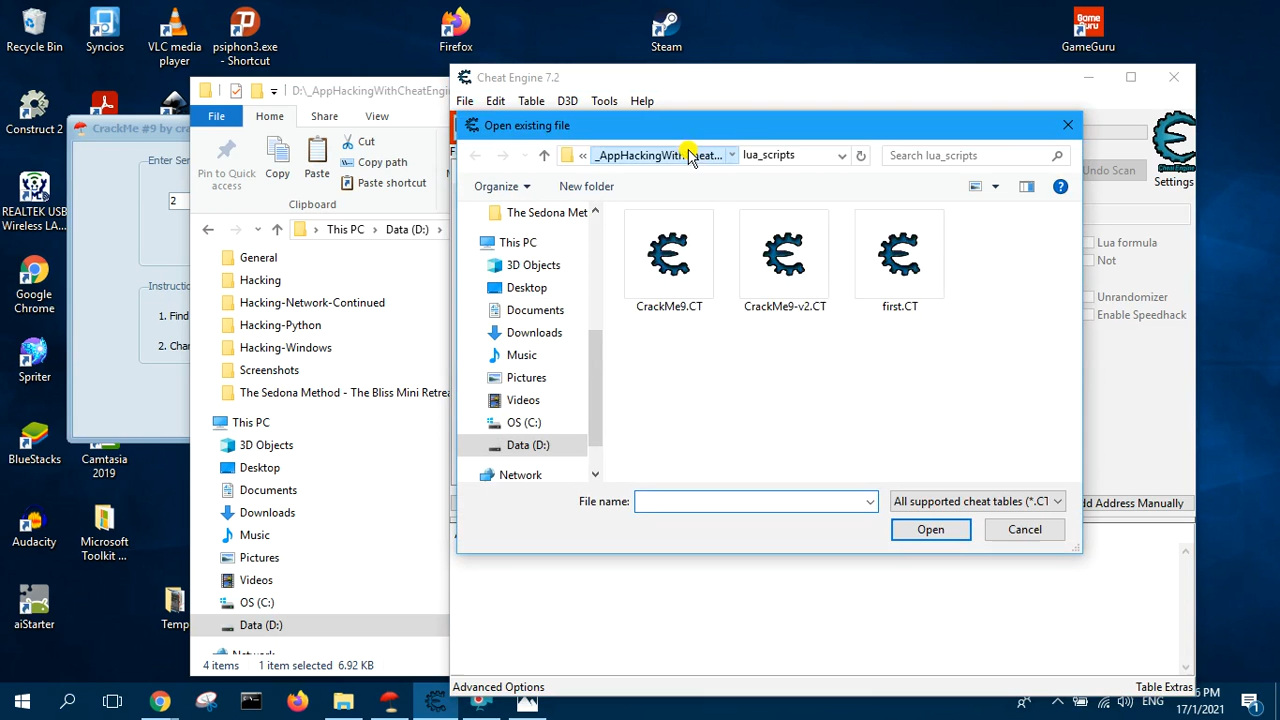 Recycle Bin
Syncios
VLC media
player
psiphon3.exe
- Shortcut
Firefox
Steam
GameGuru
Construct 2
REALTEK USB
Wireless LA...
Google
Chrome
Spriter
BlueStacks
Camtasia
2019
Audacity
Microsoft
Toolkit ...
aiStarter
Temp
CrackMe #9 by cra
Enter Ser
2
Instructio
1. Find
2. Chan
D:\_AppHackingWithCheatEngin
File
Home
Share
View
Pin to Quick
access
Copy
Paste
Cut
Copy path
Paste shortcut
Clipboard
This PC
Data (D:)
General
Hacking
Hacking-Network-Continued
Hacking-Python
Hacking-Windows
Screenshots
The Sedona Method - The Bliss Mini Retrea
This PC
3D Objects
Desktop
Documents
Downloads
Music
Pictures
Videos
OS (C:)
Data (D:)
4 items
1 item selected 6.92 KB
Cheat Engine 7.2
File Edit Table D3D Tools Help
Undo Scan
Settings
Lua formula
Not
Unrandomizer
Enable Speedhack
dd Address Manually
Advanced Options
Table Extras
Open existing file
« lua_scripts
Search lua_scripts
Organize
New folder
The Sedona Met
This PC
3D Objects
Desktop
Documents
Downloads
Music
Pictures
Videos
OS (C:)
Data (D:)
Network
CrackMe9.CT
CrackMe9-v2.CT
first.CT
File name:
All supported cheat tables (*.CT
Open
Cancel
ENG
6 PM
17/1/2021
1